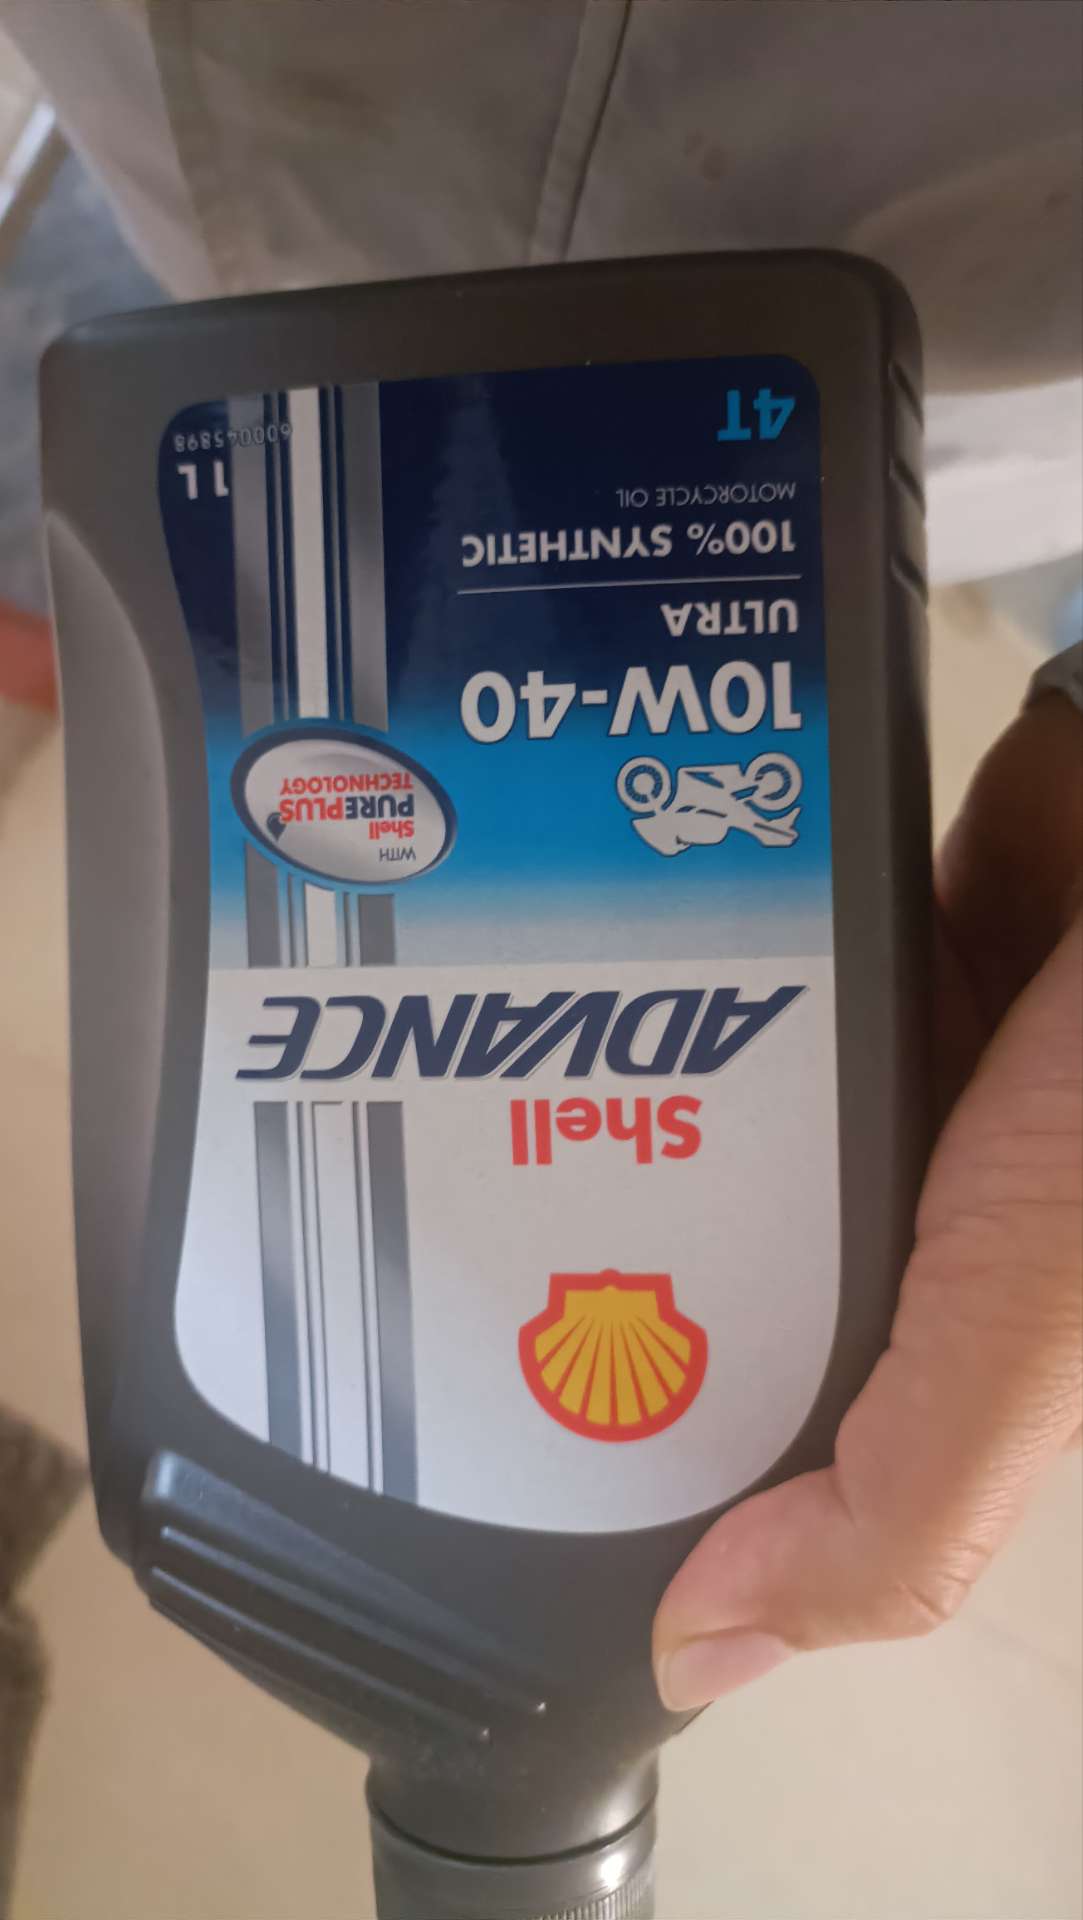 Shell
ADVANCE
WITH
Shell
PUREPLUS
TECHNOLOGY
10W-40
ULTRA
100% SYNTHETIC
MOTORCYCLE OIL
4T
1 L
600045898